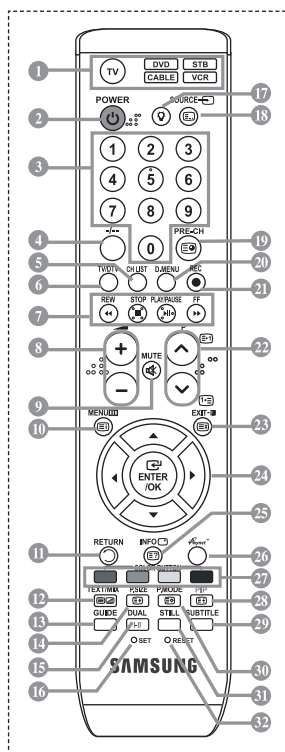 DVD STB
1 TV CABLE VCR
POWER SOURCE 17
2 18
3 1 2 3
4 5 6
7 8 9
4 -/-- 0 PRE-CH 19
5 TV/DTV CH LIST D.MENU REC 20
6 21
7 REW STOP PLAY/PAUSE FF
8 + P 22
9 MUTE
–
10 MENU EXIT 23
ENTER
/OK 24
25
11 RETURN INFO 26
COLOR BUTTON 27
12 TEXT/MIX P.SIZE P.MODE PIP 28
13 GUIDE DUAL STILL SUBTITLE 29
14 I-II 30
15 SET RESET 31
16 SAMSUNG 32